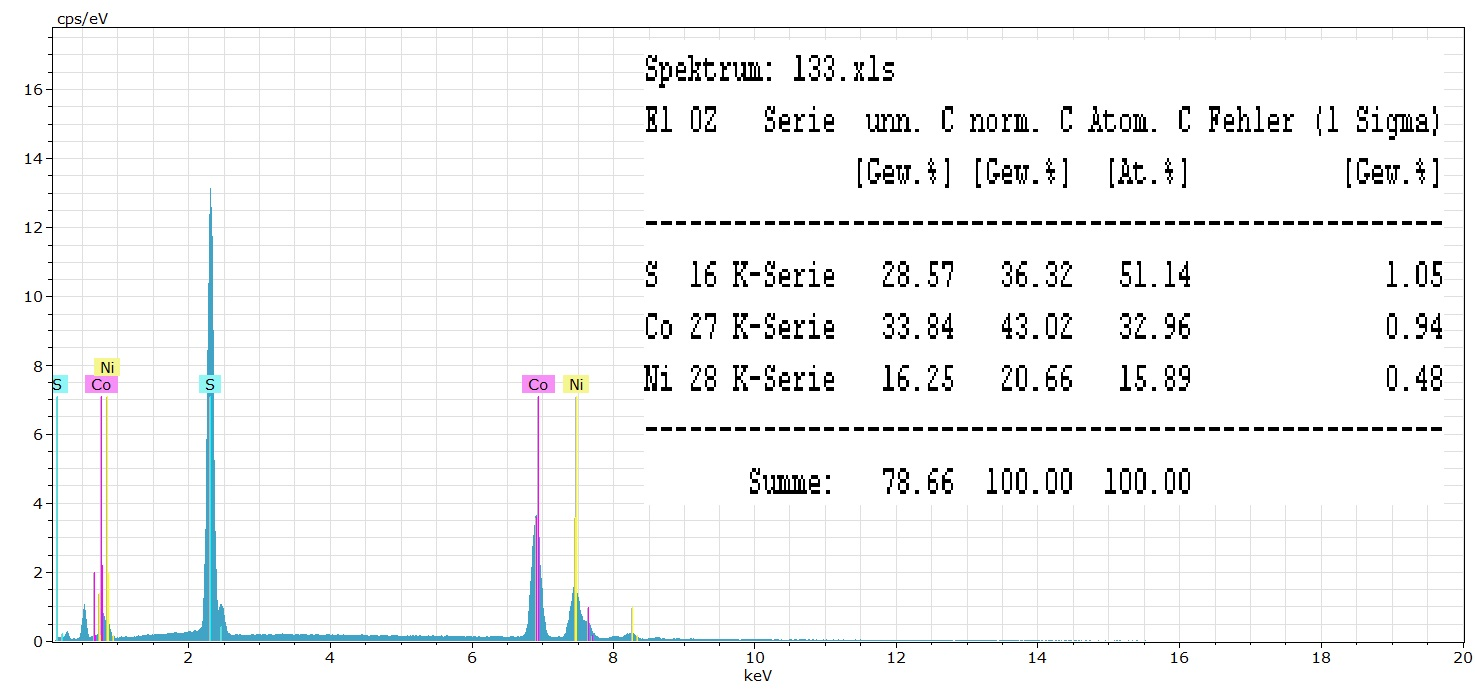 cps/eV
Spektrum: 133.xls
El OZ Serie unn. C norm. C Atom. C Fehler (1 Sigma)
[Gew.%] [Gew.%] [At.%] [Gew.%]
S 16 K-Serie 28.57 36.32 51.14 1.05
Co 27 K-Serie 33.84 43.02 32.96 0.94
Ni 28 K-Serie 16.25 20.66 15.89 0.48
Summe: 78.66 100.00 100.00
16
14
12
10
8
6
4
2
0
Ni
S Co S Co Ni
2 4 6 8 10 12 14 16 18 20
keV